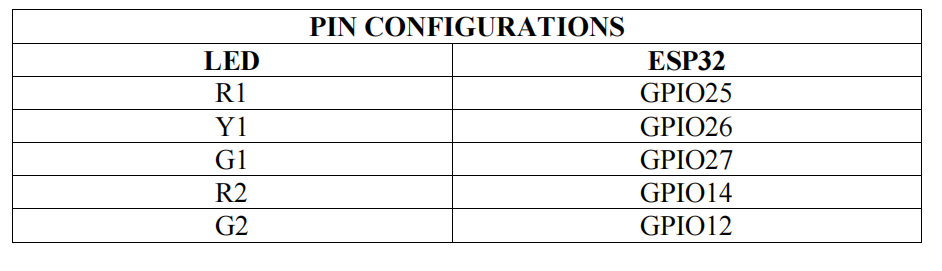 PIN CONFIGURATIONS
LED ESP32
R1 GPIO25
Y1 GPIO26
G1 GPIO27
R2 GPIO14
G2 GPIO12